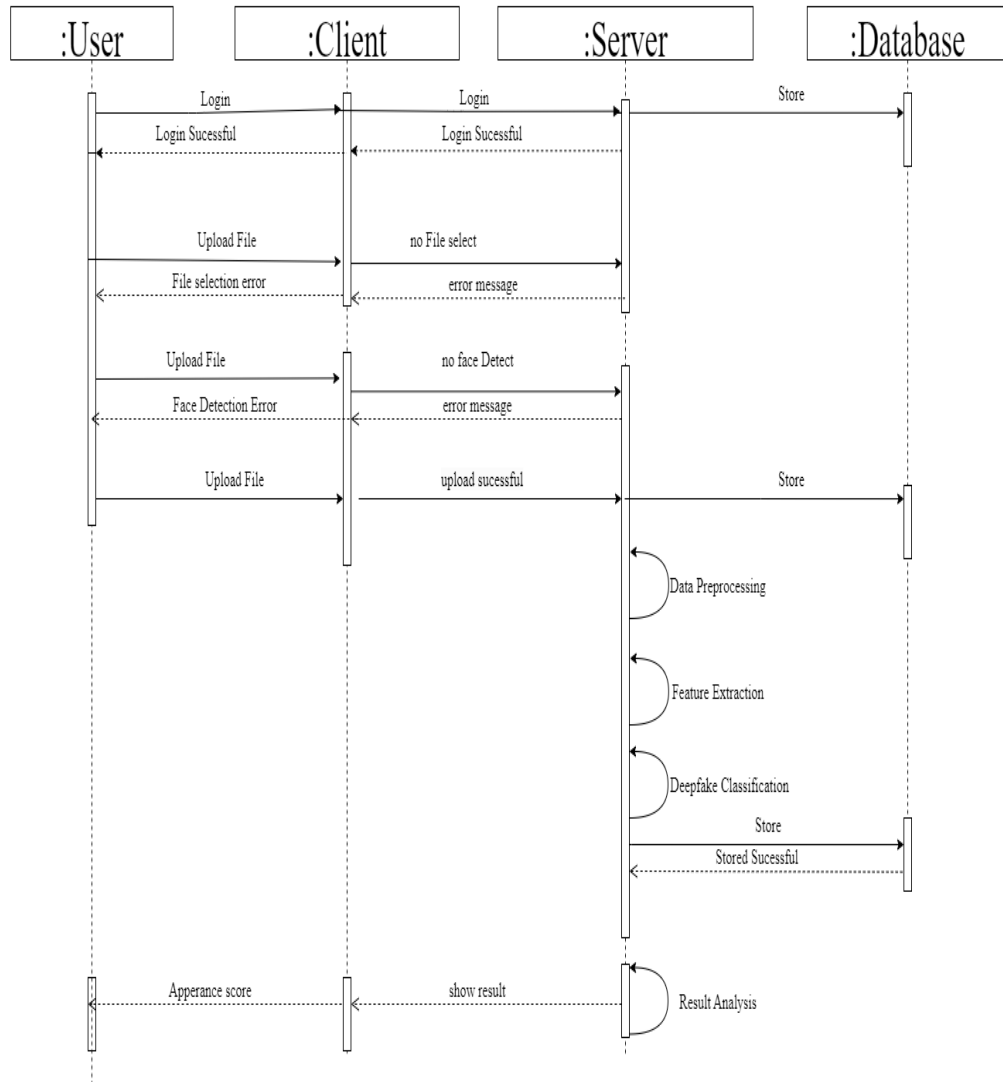 :User
:Client
:Server
:Database
Login
Login
Store
Login Sucessful
Login Sucessful
Upload File
no File select
File selection error
error message
Upload File
no face Detect
Face Detection Error
error message
Upload File
upload sucessful
Store
Data Preprocessing
Feature Extraction
Deepfake Classification
Store
Stored Sucessful
Apperance score
show result
Result Analysis